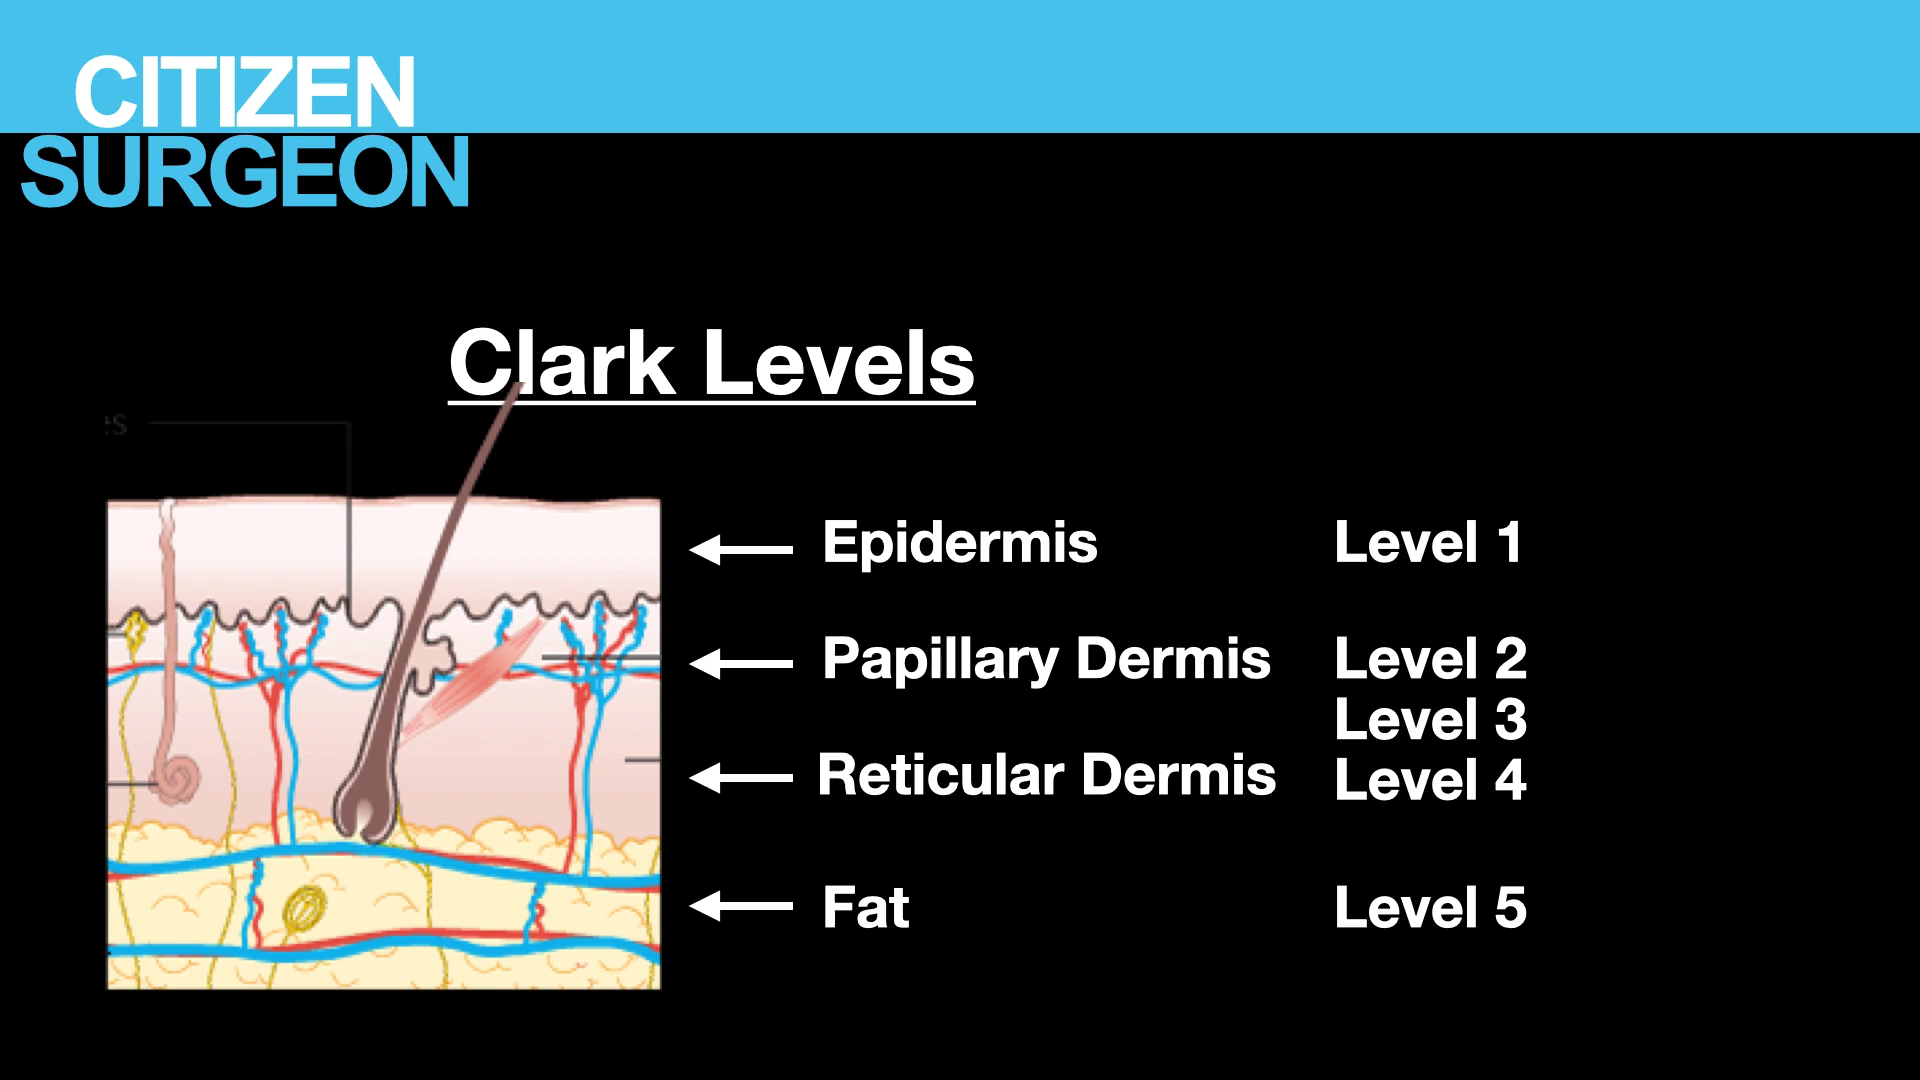 CITIZEN
SURGEON
Clark Levels
es
Epidermis Level 1
Papillary Dermis Level 2
Level 3
Reticular Dermis Level 4
Fat Level 5